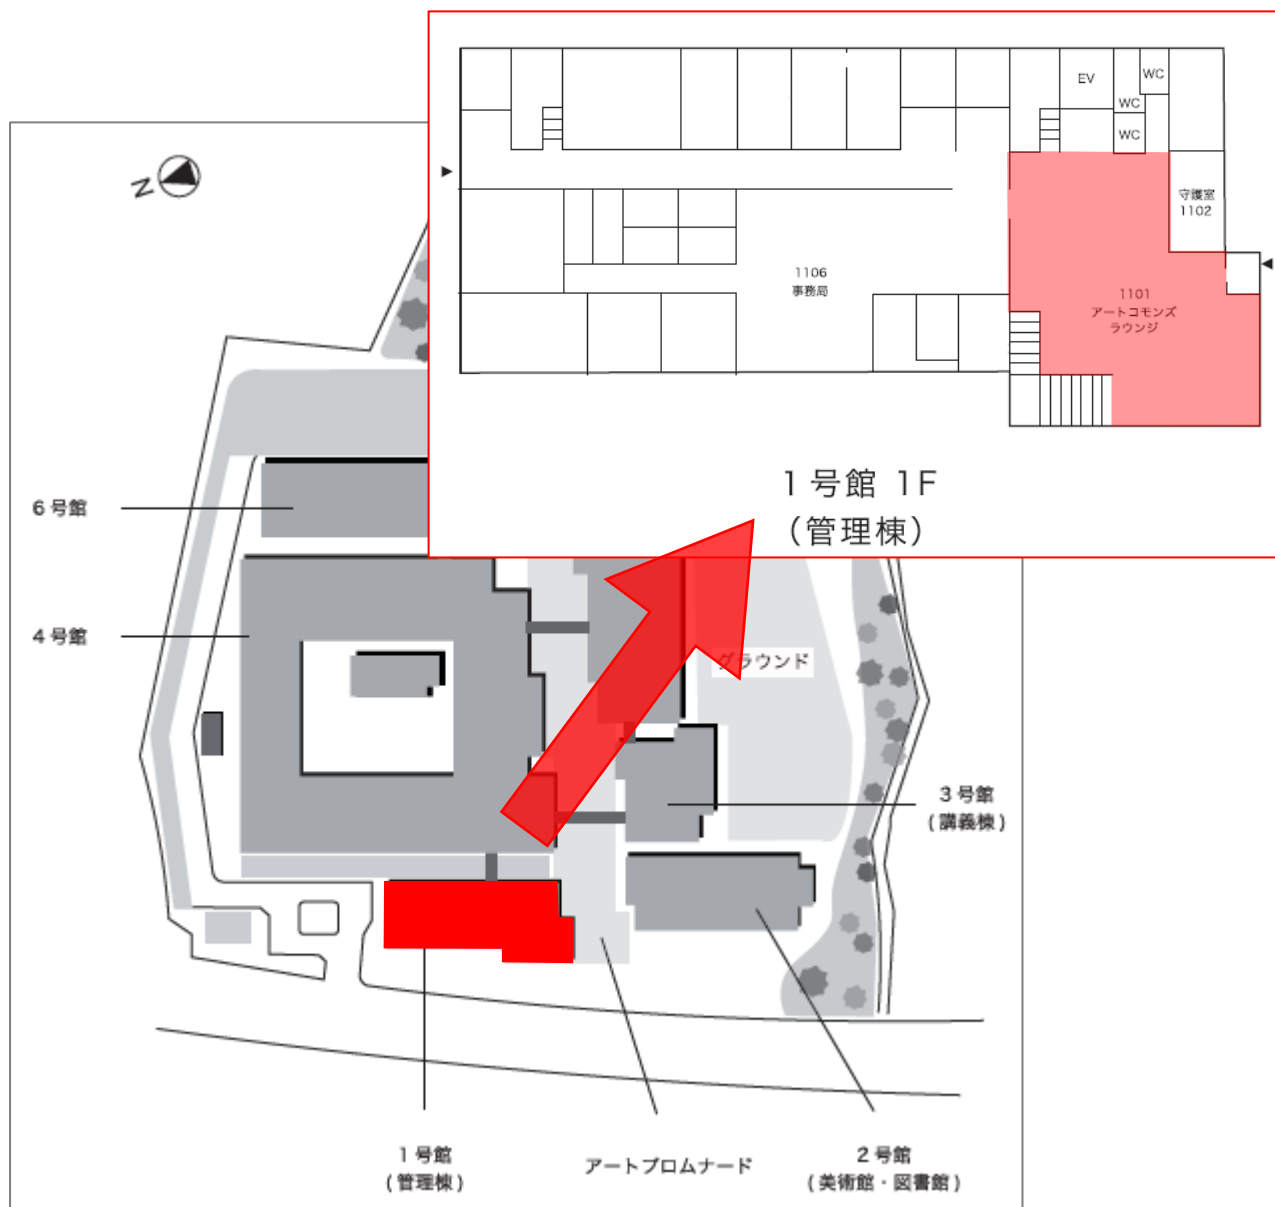 EV
WC
WC
WC
守護室
1102
1106
事務局
1101
アートコモンズ
ラウンジ
1号館 1F
(管理棟)
N
6号館
4号館
グラウンド
3号館
(講義棟)
1号館
(管理棟)
アートプロムナード
2号館
(美術館・図書館)